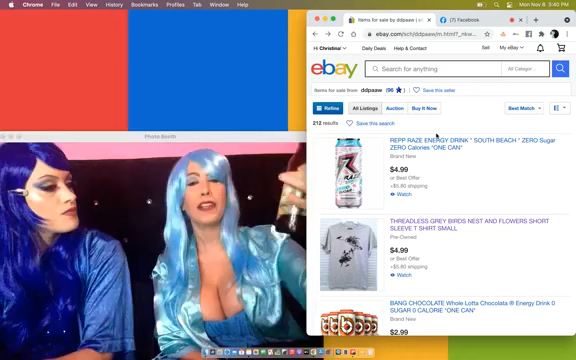 Chrome File Edit View History Bookmarks Profiles Tab Window Help
Mon Nov 8 3:40 PM
Items for sale by ddpaaw | e
(7) Facebook
ebay.com/sch/ddpaaw/m.html?_nkw...
Hi Christina!
Daily Deals
Help & Contact
Sell
My eBay
ebay
Search for anything
All Categor
Items for sale from ddpaaw (96
Save this seller
Refine
All Listings
Auction
Buy It Now
Best Match
212 results
Save this search
Photo Booth
REPP RAZE ENERGY DRINK * SOUTH BEACH * ZERO Sugar
ZERO Calories *ONE CAN*
Brand New
$4.99
or Best Offer
+$5.80 shipping
Watch
THREADLESS GREY BIRDS NEST AND FLOWERS SHORT
SLEEVE T SHIRT SMALL
Pre-Owned
$4.99
or Best Offer
+$5.80 shipping
Watch
BANG CHOCOLATE Whole Lotta Chocolata ® Energy Drink 0
SUGAR 0 CALORIE *ONE CAN*
Brand New
$2.99